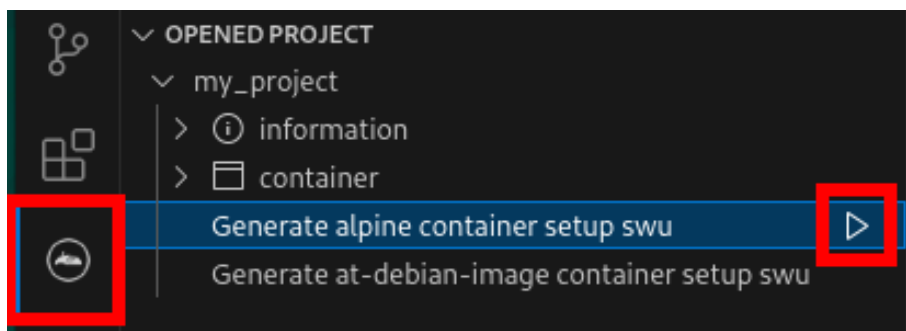 OPENED PROJECT
my_project
information
container
Generate alpine container setup swu
Generate at-debian-image container setup swu